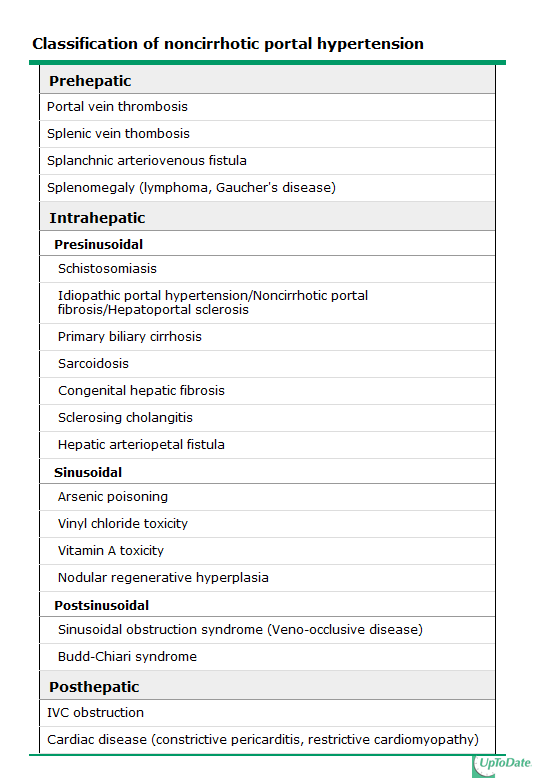 Classification of noncirrhotic portal hypertension
Prehepatic
Portal vein thrombosis
Splenic vein thombosis
Splanchnic arteriovenous fistula
Splenomegaly (lymphoma, Gaucher's disease)
Intrahepatic
Presinusoidal
Schistosomiasis
Idiopathic portal hypertension/Noncirrhotic portal
fibrosis/Hepatoportal sclerosis
Primary biliary cirrhosis
Sarcoidosis
Congenital hepatic fibrosis
Sclerosing cholangitis
Hepatic arteriopetal fistula
Sinusoidal
Arsenic poisoning
Vinyl chloride toxicity
Vitamin A toxicity
Nodular regenerative hyperplasia
Postsinusoidal
Sinusoidal obstruction syndrome (Veno-occlusive disease)
Budd-Chiari syndrome
Posthepatic
IVC obstruction
Cardiac disease (constrictive pericarditis, restrictive cardiomyopathy)
UpToDate